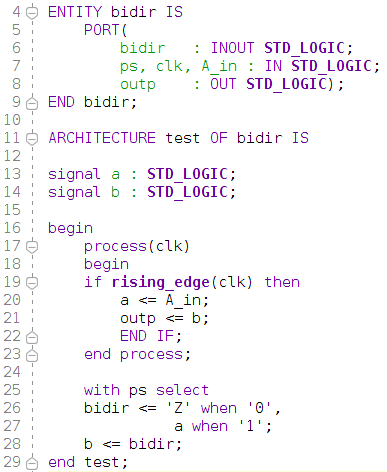 4 ENTITY bidir IS
5 PORT(
6 bidir : INOUT STD_LOGIC;
7 ps, clk, A_in : IN STD_LOGIC;
8 outp : OUT STD_LOGIC);
9 END bidir;
10
11 ARCHITECTURE test OF bidir IS
12
13 signal a : STD_LOGIC;
14 signal b : STD_LOGIC;
15
16 begin
17 process(clk)
18 begin
19 if rising_edge(clk) then
20 a <= A_in;
21 outp <= b;
22 END IF;
23 end process;
24
25 with ps select
26 bidir <= 'Z' when '0',
27 a when '1';
28 b <= bidir;
29 end test;